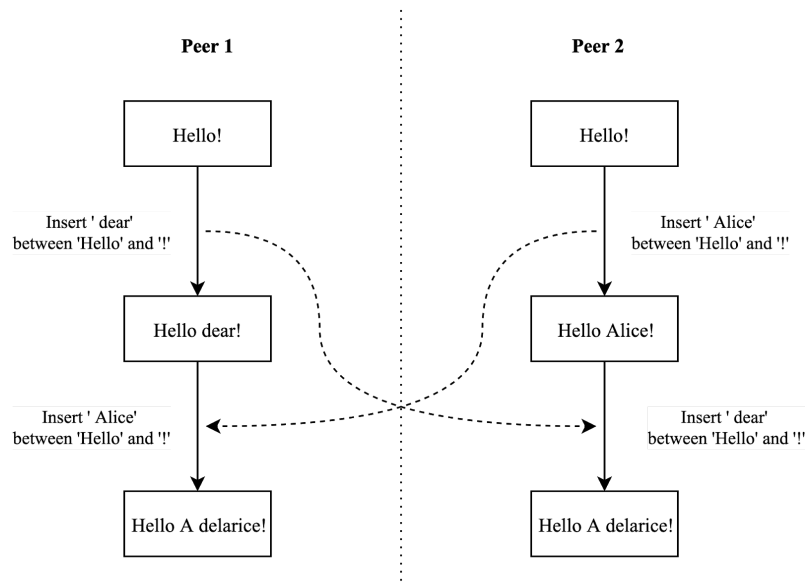 Peer 1
Peer 2
Hello!
Hello!
Insert ' dear'
between 'Hello' and '!'
Insert ' Alice'
between 'Hello' and '!'
Hello dear!
Hello Alice!
Insert ' Alice'
between 'Hello' and '!'
Insert ' dear'
between 'Hello' and '!'
Hello A delarice!
Hello A delarice!